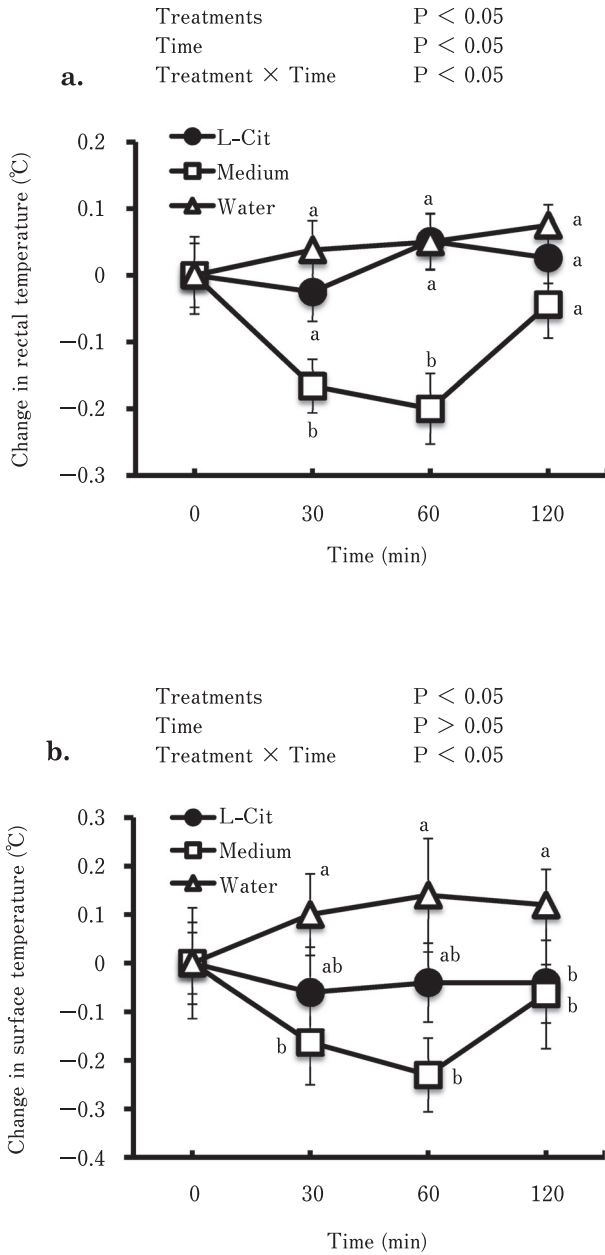 Treatments P < 0.05
Time P < 0.05
Treatment × Time P < 0.05
a.
L-Cit
Medium
Water
Change in rectal temperature (℃)
0.2
0.1
0
−0.1
−0.2
−0.3
a
a
a
a
a
a
a
b
b
0 30 60 120
Time (min)
Treatments P < 0.05
Time P > 0.05
Treatment × Time P < 0.05
b.
L-Cit
Medium
Water
Change in surface temperature (℃)
0.3
0.2
0.1
0
−0.1
−0.2
−0.3
−0.4
a
a
a
ab
ab
b
b
b
b
0 30 60 120
Time (min)